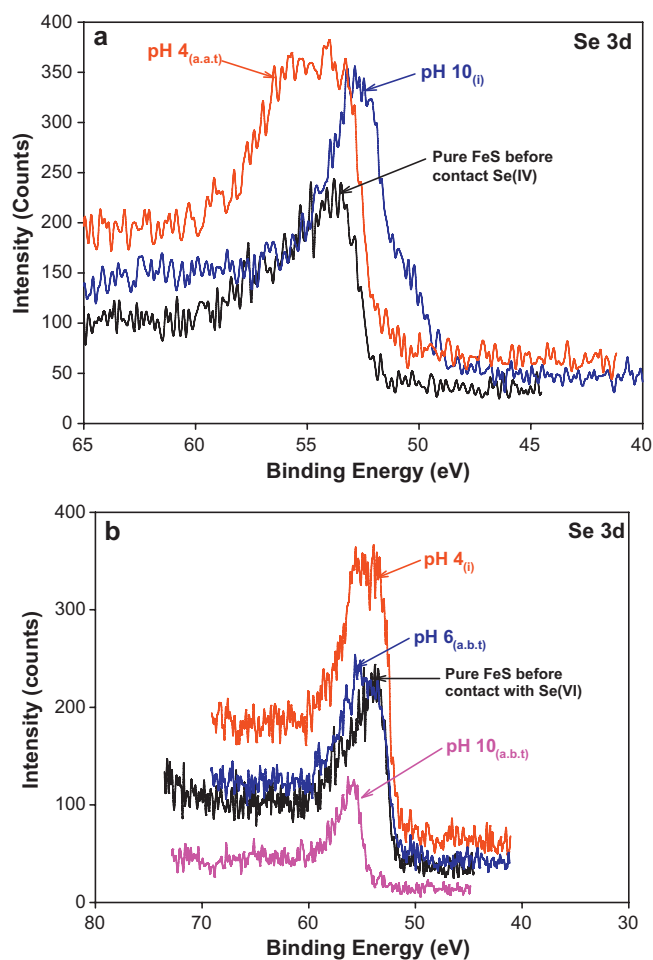 400
a
Se 3d
pH 4(a.a.t)
pH 10(i)
350
300
Pure FeS before
contact Se(IV)
250
200
150
100
50
0
Intensity (Counts)
65 60 55 54 50 45 40
Binding Energy (eV)
400
b
Se 3d
pH 4(i)
300
pH 6(a.b.t)
Pure FeS before
contact with Se(VI)
200
pH 10(a.b.t)
100
0
Intensity (counts)
80 70 60 50 40 30
Binding Energy (eV)